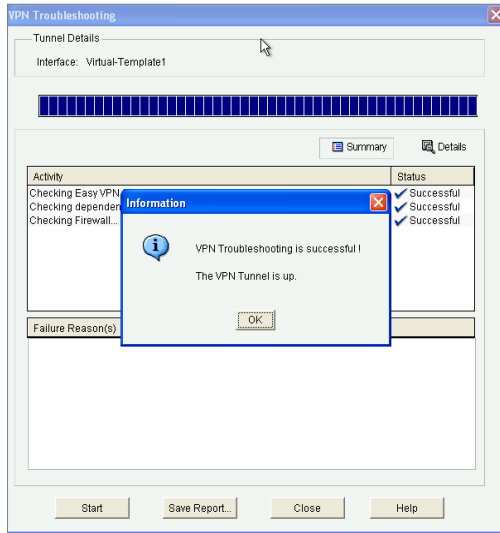 VPN Troubleshooting
Tunnel Details
Interface: Virtual-Template1
Summary
Details
Activity
Status
Checking Easy VPN
Successful
Checking dependen
Successful
Checking Firewall...
Successful
Information
VPN Troubleshooting is successful !
The VPN Tunnel is up.
OK
Failure Reason(s)
Start
Save Report...
Close
Help